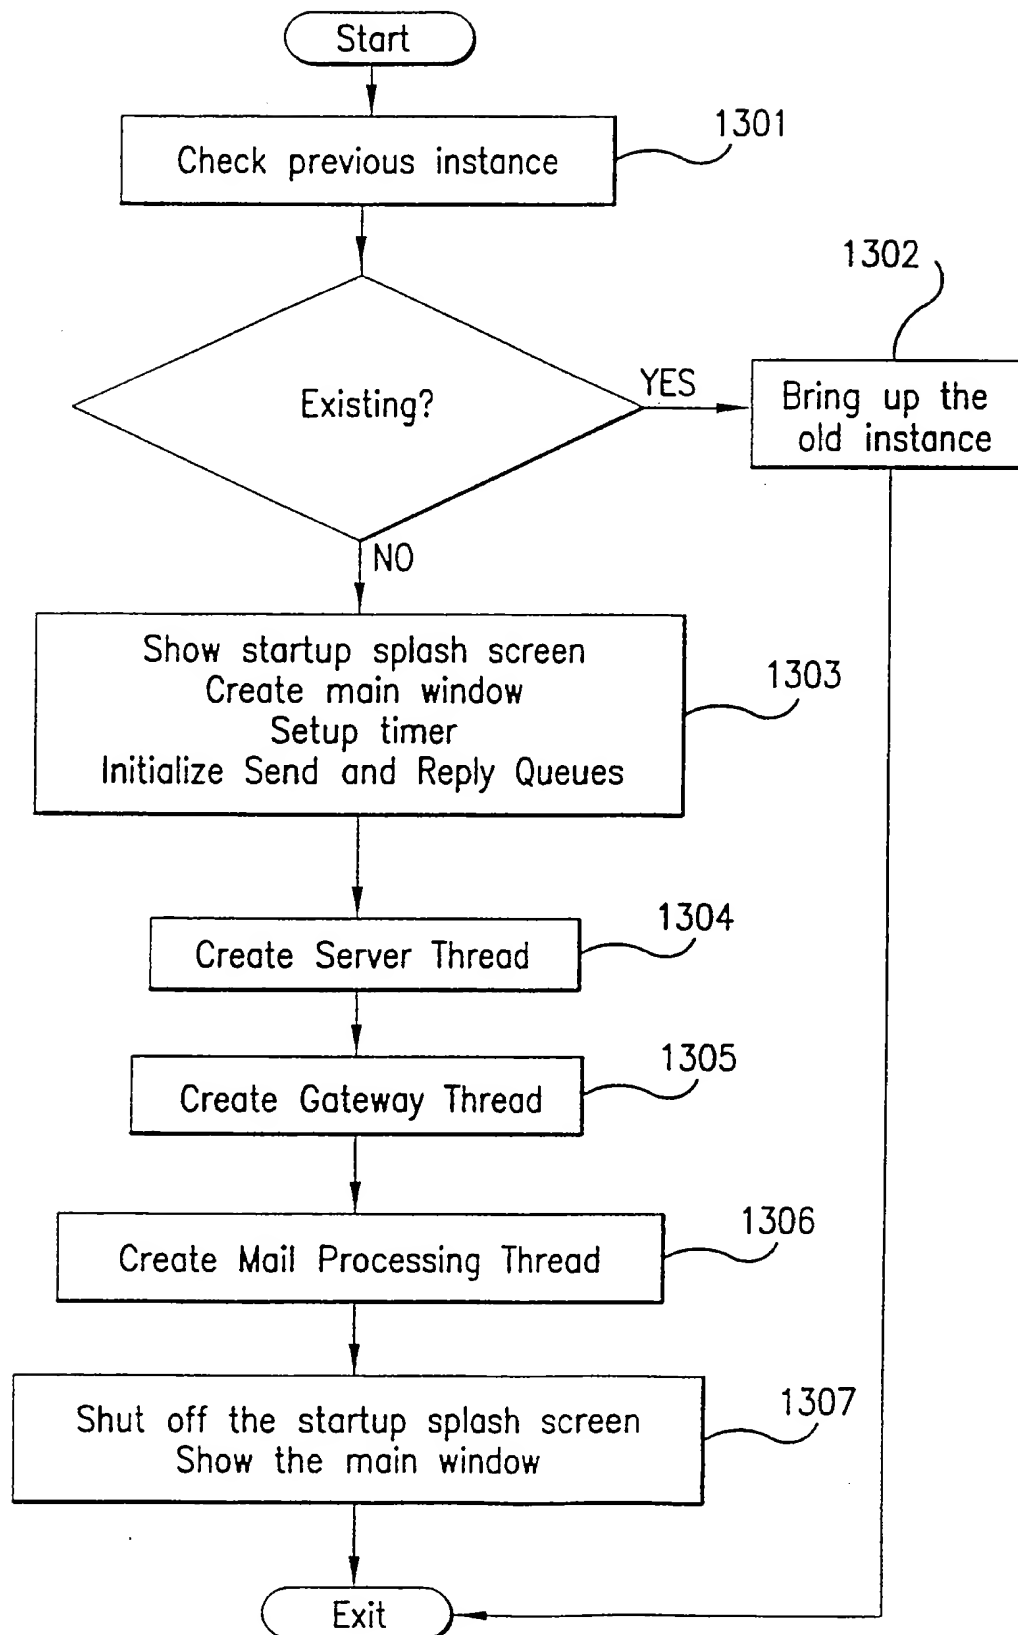 Start
1301
Check previous instance
1302
Existing?
YES
Bring up the
old instance
NO
Show startup splash screen
Create main window
Setup timer
Initialize Send and Reply Queues
1303
1304
Create Server Thread
1305
Create Gateway Thread
1306
Create Mail Processing Thread
1307
Shut off the startup splash screen
Show the main window
Exit